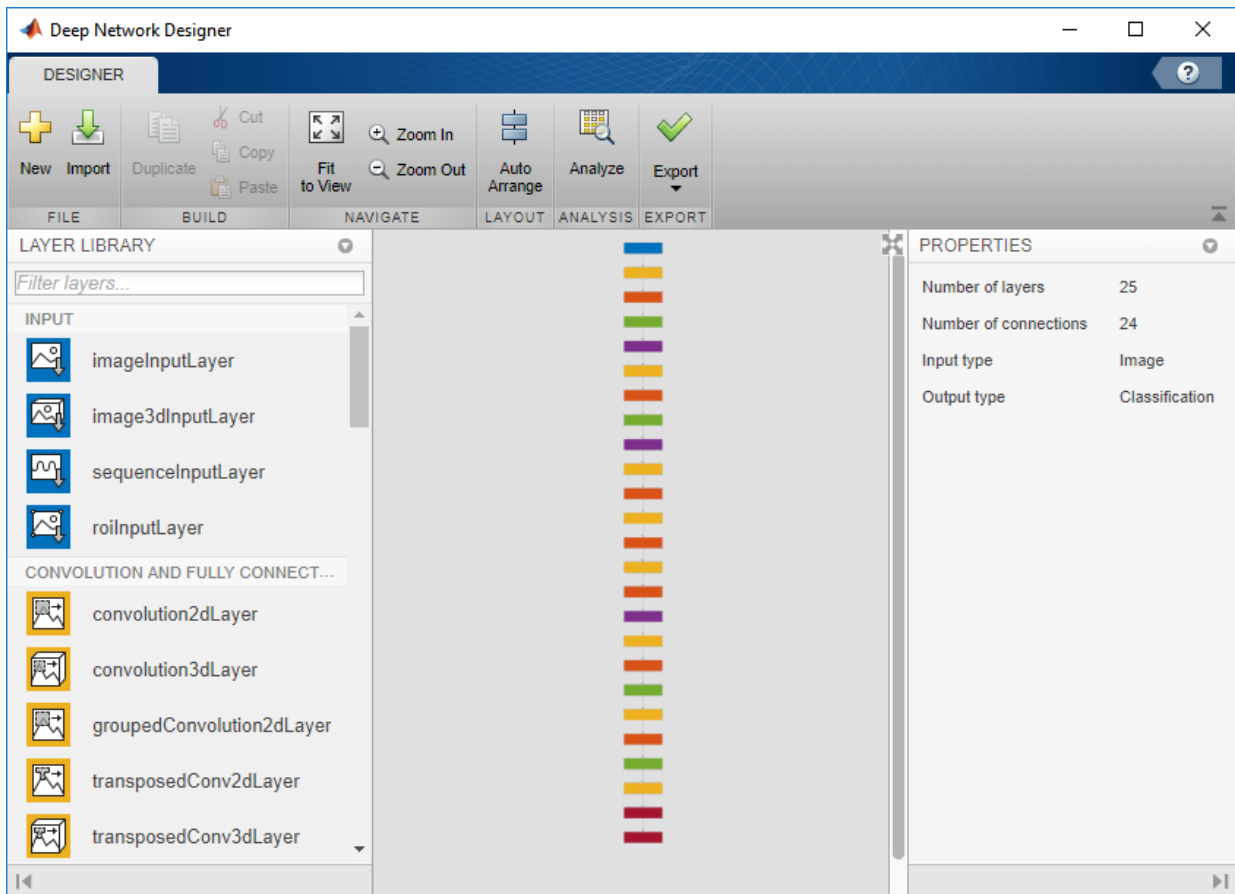 Deep Network Designer
DESIGNER
?
New
Import
Duplicate
Cut
Copy
Paste
Fit
to View
Zoom In
Zoom Out
Auto
Arrange
Analyze
Export
FILE
BUILD
NAVIGATE
LAYOUT
ANALYSIS
EXPORT
LAYER LIBRARY
Filter layers...
INPUT
imageInputLayer
image3dInputLayer
sequenceInputLayer
roiInputLayer
CONVOLUTION AND FULLY CONNECT...
convolution2dLayer
convolution3dLayer
groupedConvolution2dLayer
transposedConv2dLayer
transposedConv3dLayer
PROPERTIES
Number of layers 25
Number of connections 24
Input type Image
Output type Classification